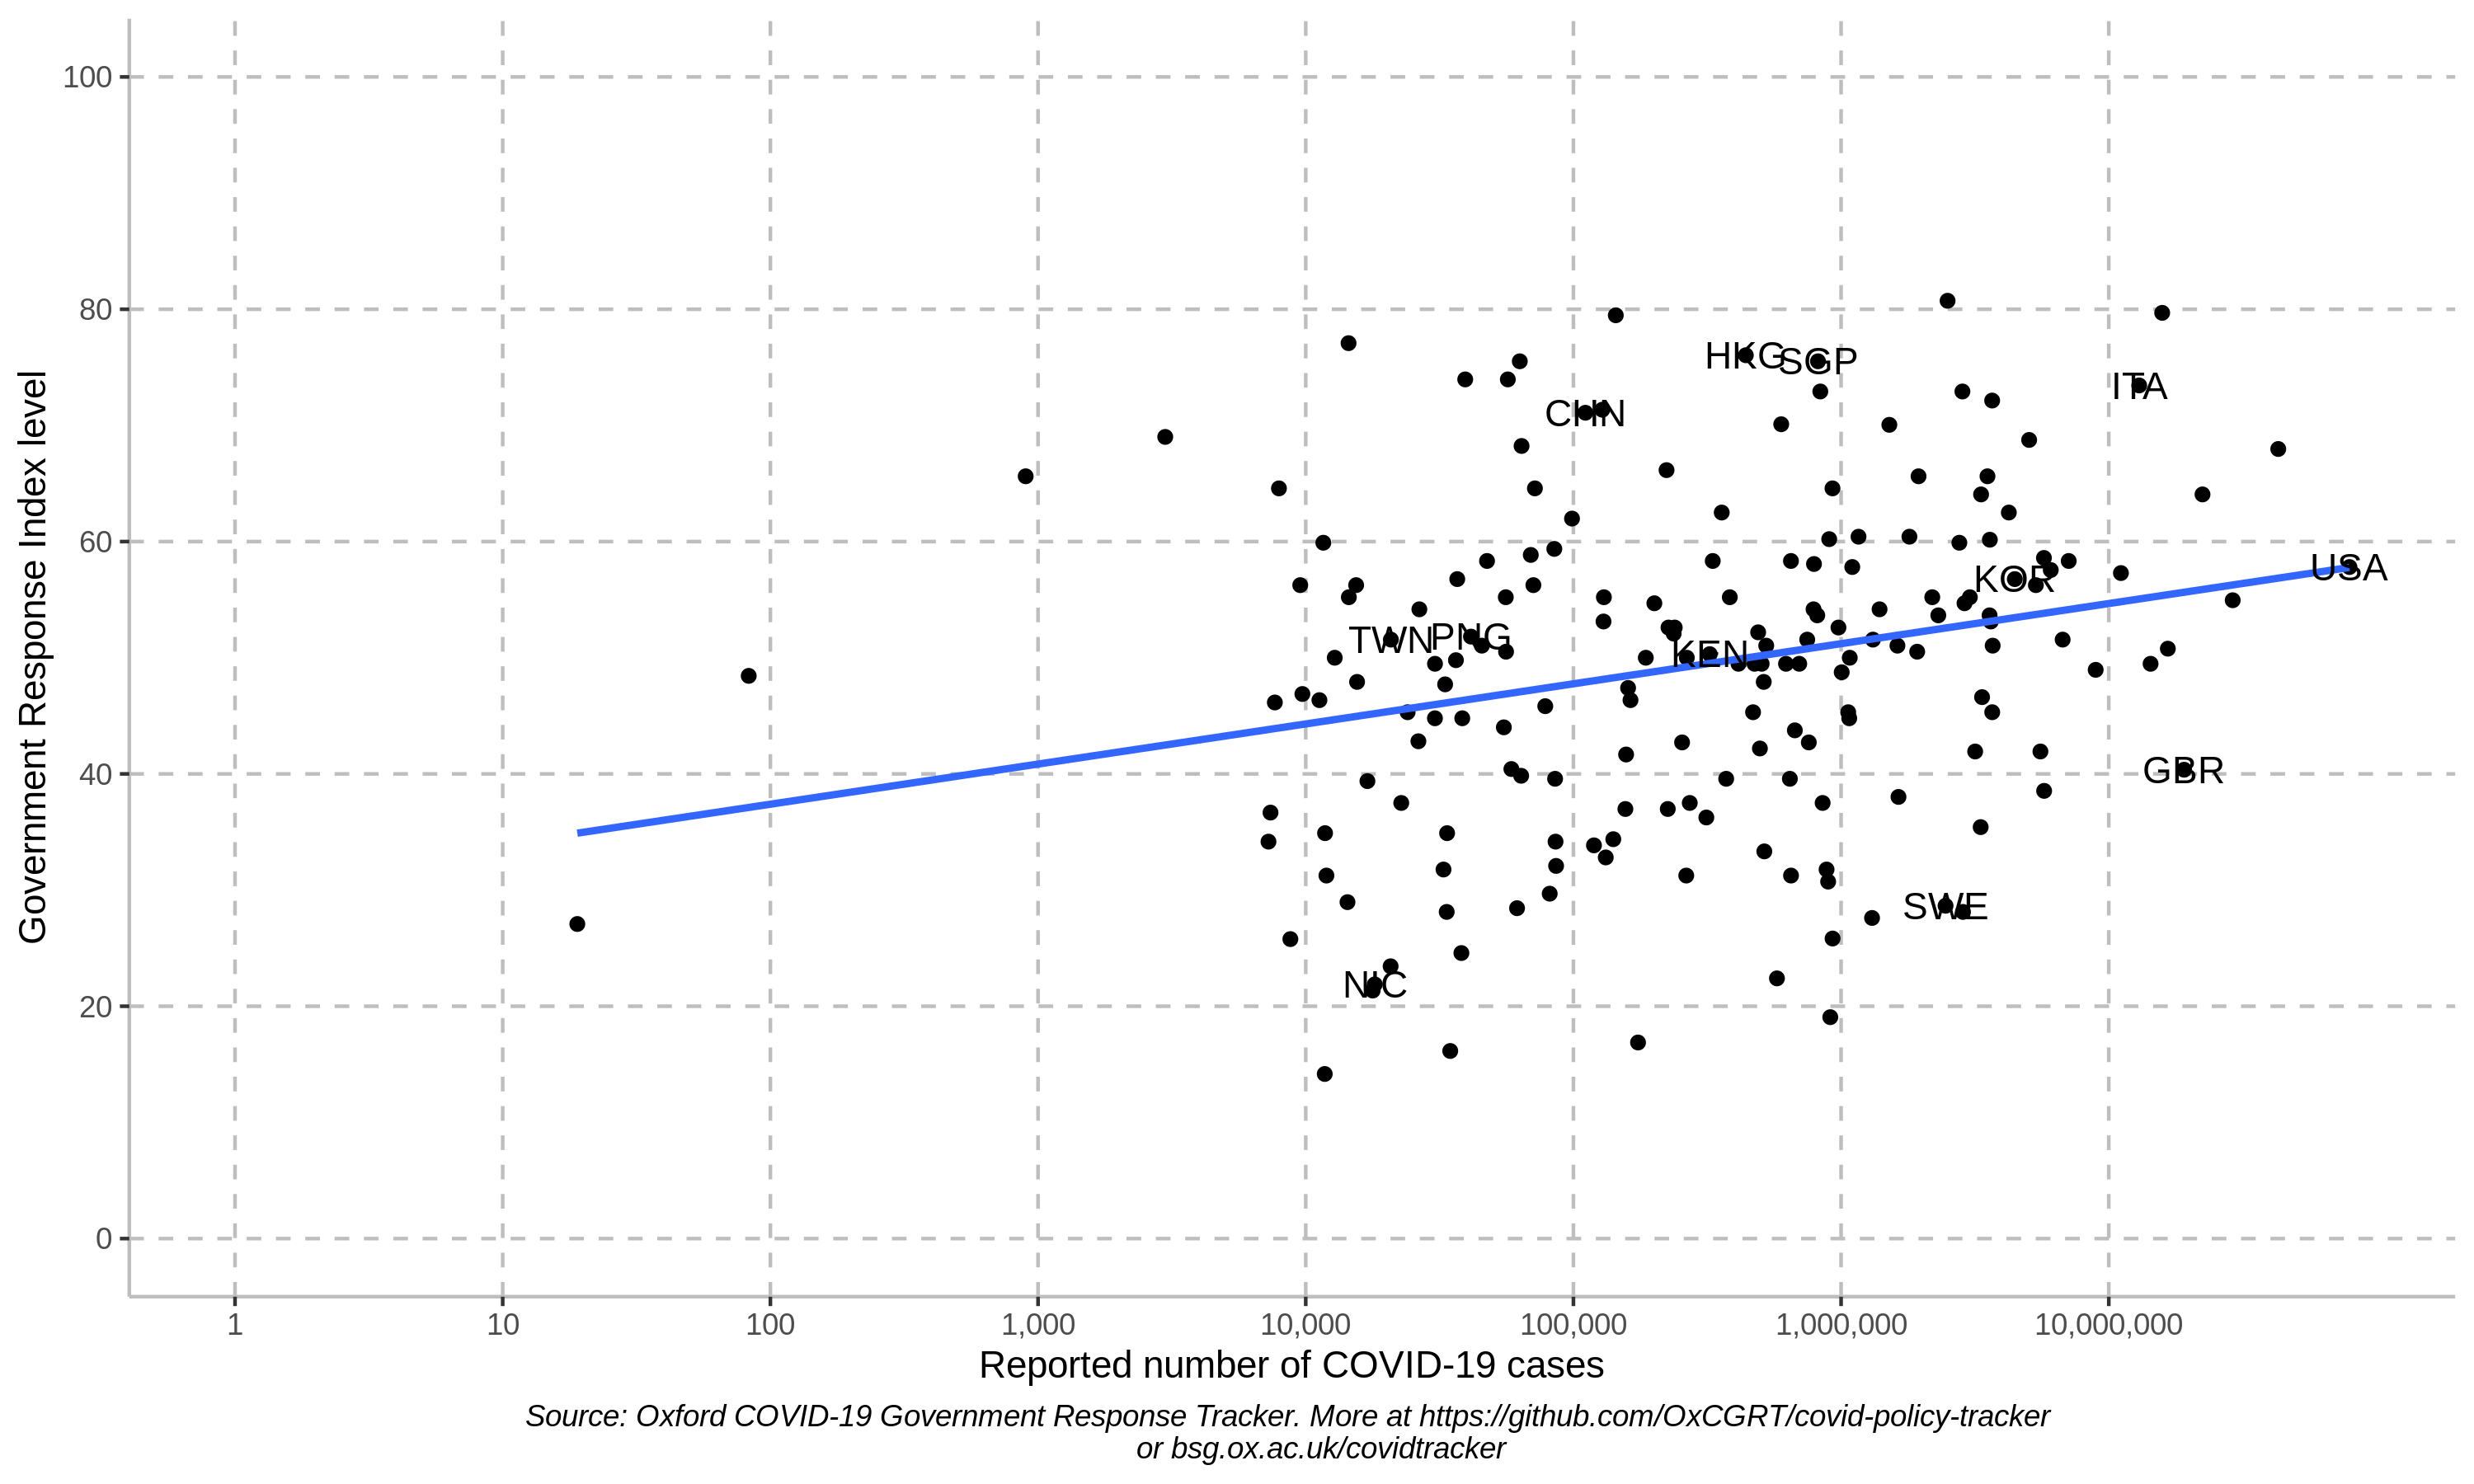 Government Response Index level
100
80
60
40
20
0
HKG
SGP
ITA
CHN
USA
KOR
TWN
PNG
KEN
GBR
SWE
NIC
1
10
100
1,000
10,000
100,000
1,000,000
10,000,000
Reported number of COVID-19 cases
Source: Oxford COVID-19 Government Response Tracker. More at https://github.com/OxCGRT/covid-policy-tracker
or bsg.ox.ac.uk/covidtracker